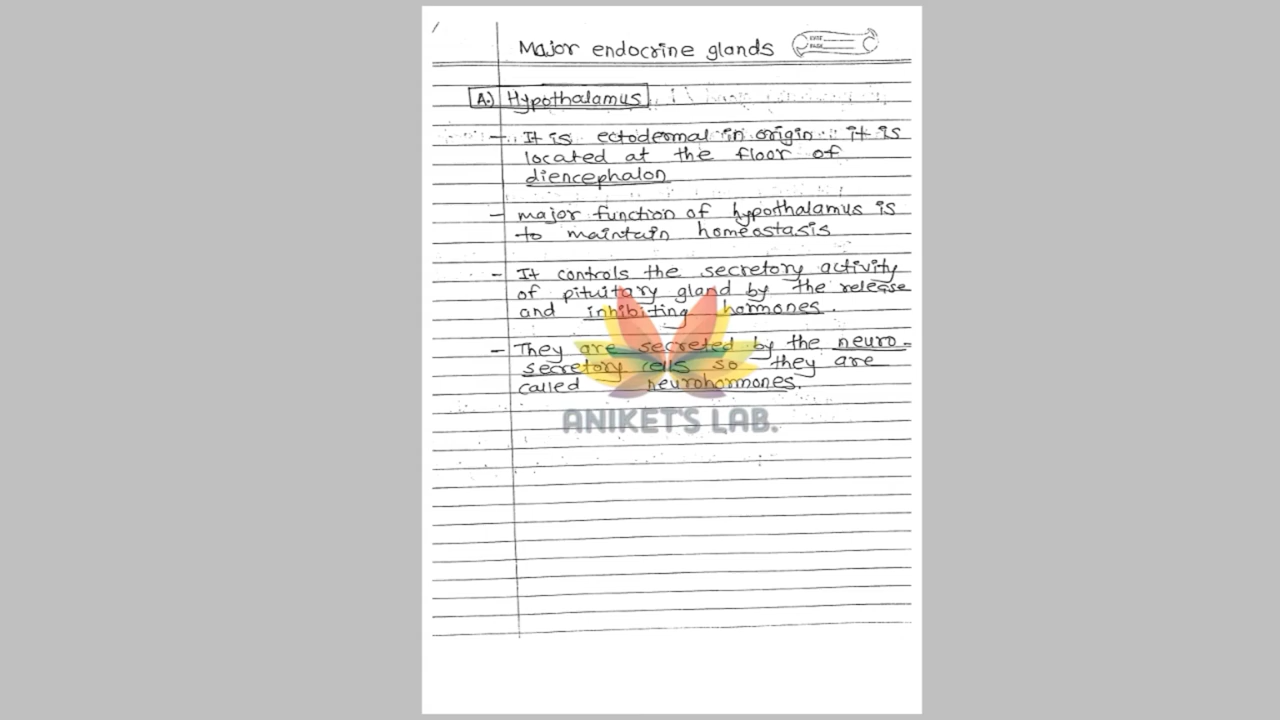 Major endocrine glands
DATE
PAGE
A.) Hypothalamus
- It is ectodermal in origin it is
located at the floor of
diencephalon
- major function of hypothalamus is
to maintain homeostasis
- It controls the secretory activity
of pituitary gland by the release
and inhibiting hormones.
- They are secreted by the neuro-
secretory cells so they are
called neurohormones.
ANIKET'S LAB.